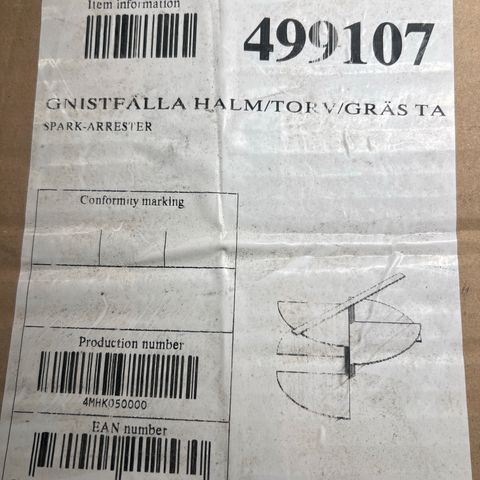 Item information
499107
GNISTFÄLLA HALM/TORV/GRÄS TA
SPARK-ARRESTER
Conformity marking
Production number
4MHK050000
EAN number